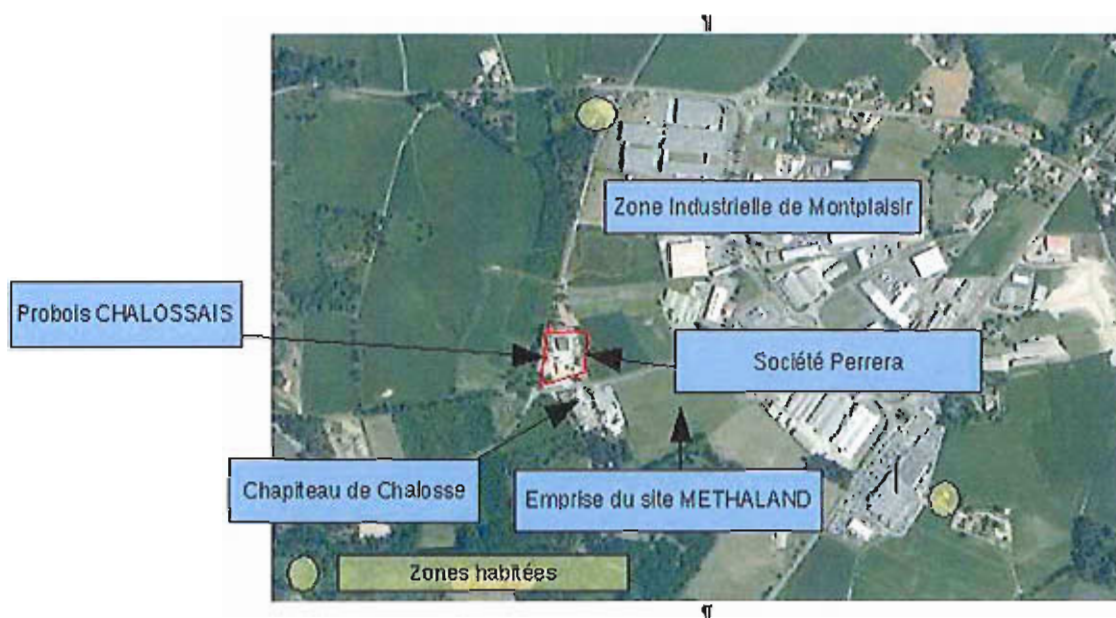 ¶
Zone Industrielle de Montplaisir
Probois CHALOSSAIS
Société Perrera
Chapiteau de Chalosse
Emprise du site METHALAND
Zones habitées
¶